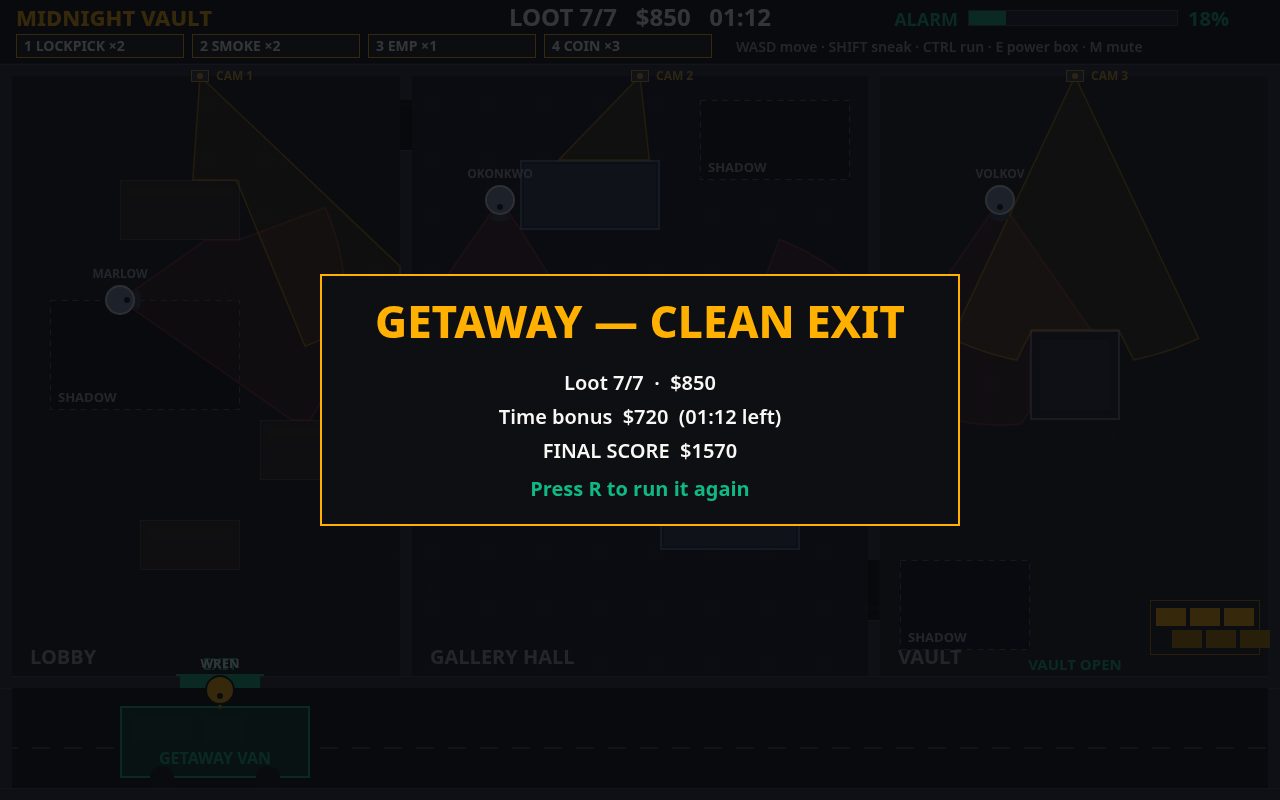 MIDNIGHT VAULT
LOOT 7/7 $850 01:12
ALARM 18%
1 LOCKPICK ×2
2 SMOKE ×2
3 EMP ×1
4 COIN ×3
WASD move · SHIFT sneak · CTRL run · E power box · M mute
CAM 1
CAM 2
CAM 3
SHADOW
OKONKWO
VOLKOV
MARLOW
GETAWAY — CLEAN EXIT
Loot 7/7 · $850
Time bonus $720 (01:12 left)
FINAL SCORE $1570
Press R to run it again
SHADOW
SHADOW
LOBBY
GALLERY HALL
VAULT
VAULT OPEN
WREN
GETAWAY VAN